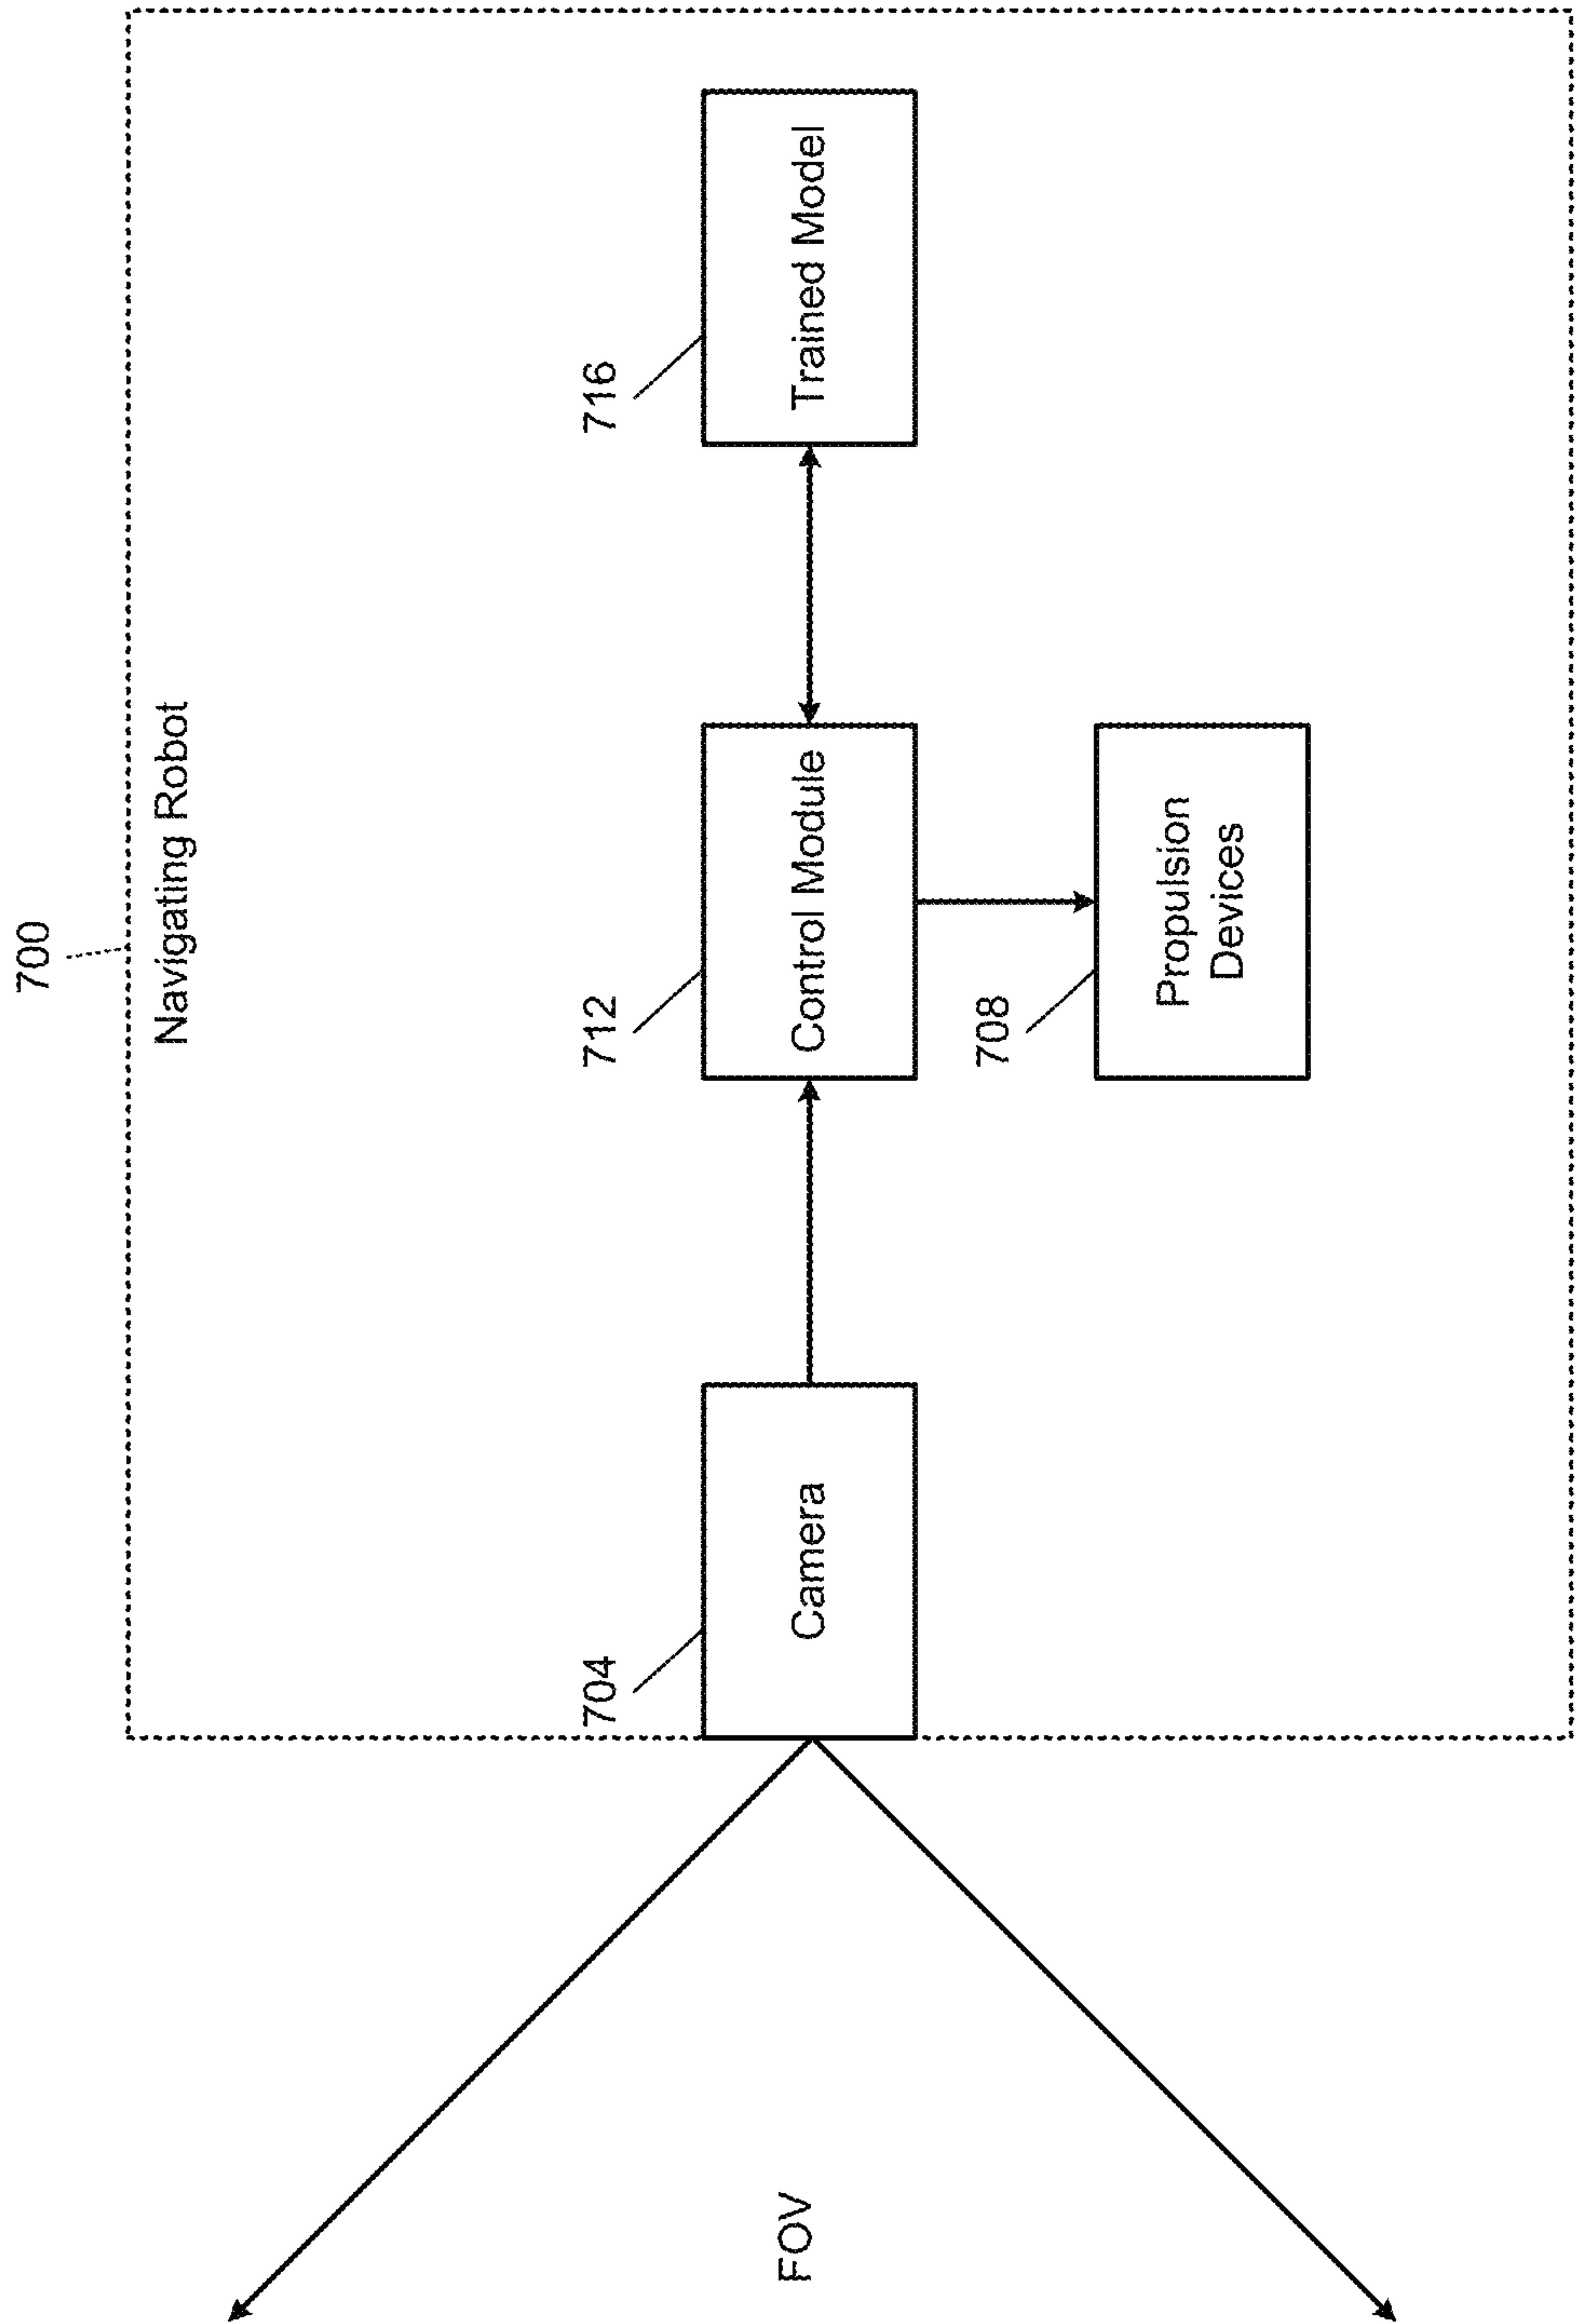 700
Navigating Robot
704
Camera
712
Control Module
716
Trained Model
708
Propulsion
Devices
FOV